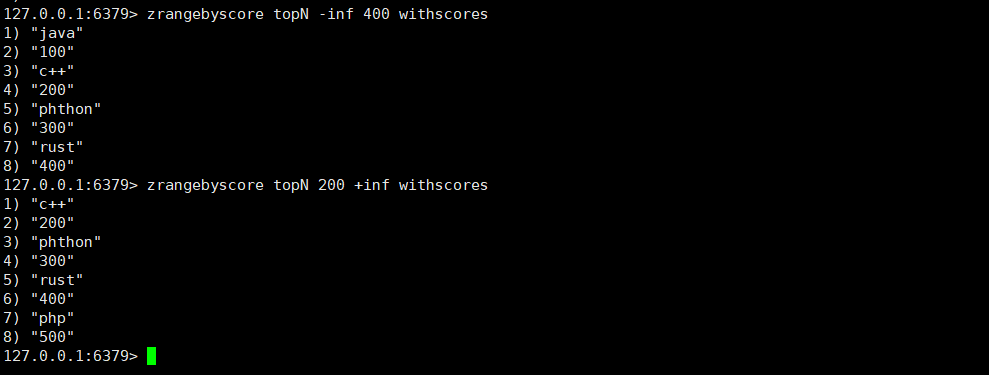 127.0.0.1:6379> zrangebyscore topN -inf 400 withscores
1) "java"
2) "100"
3) "c++"
4) "200"
5) "phthon"
6) "300"
7) "rust"
8) "400"
127.0.0.1:6379> zrangebyscore topN 200 +inf withscores
1) "c++"
2) "200"
3) "phthon"
4) "300"
5) "rust"
6) "400"
7) "php"
8) "500"
127.0.0.1:6379>